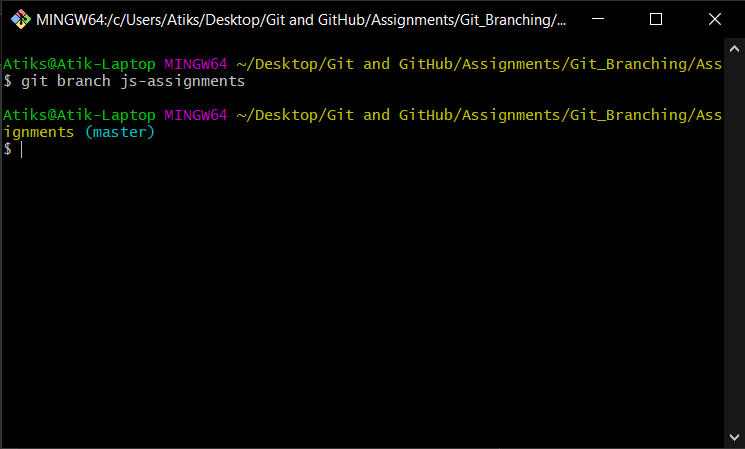 MINGW64:/c/Users/Atiks/Desktop/Git and GitHub/Assignments/Git_Branching/...
Atiks@Atik-Laptop MINGW64 ~/Desktop/Git and GitHub/Assignments/Git_Branching/Ass
$ git branch js-assignments
Atiks@Atik-Laptop MINGW64 ~/Desktop/Git and GitHub/Assignments/Git_Branching/Ass
ignments (master)
$